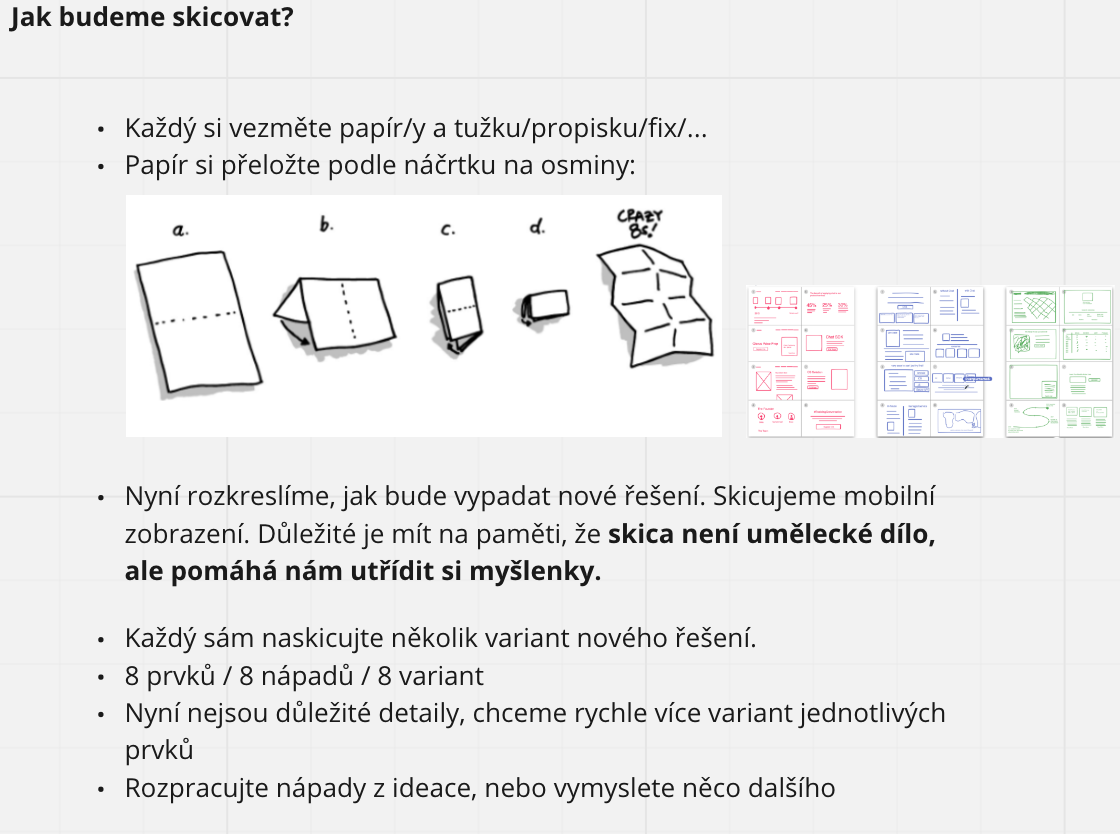 Jak budeme skicovat?
• Každý si vezměte papír/y a tužku/propisku/fix/...
• Papír si přeložte podle náčrtku na osminy:
a.
b.
c.
d.
CRAZY
8s!
• Nyní rozkreslíme, jak bude vypadat nové řešení. Skicujeme mobilní
zobrazení. Důležité je mít na paměti, že skica není umělecké dílo,
ale pomáhá nám utřídit si myšlenky.
• Každý sám naskicujte několik variant nového řešení.
• 8 prvků / 8 nápadů / 8 variant
• Nyní nejsou důležité detaily, chceme rychle více variant jednotlivých
prvků
• Rozpracujte nápady z ideace, nebo vymyslete něco dalšího